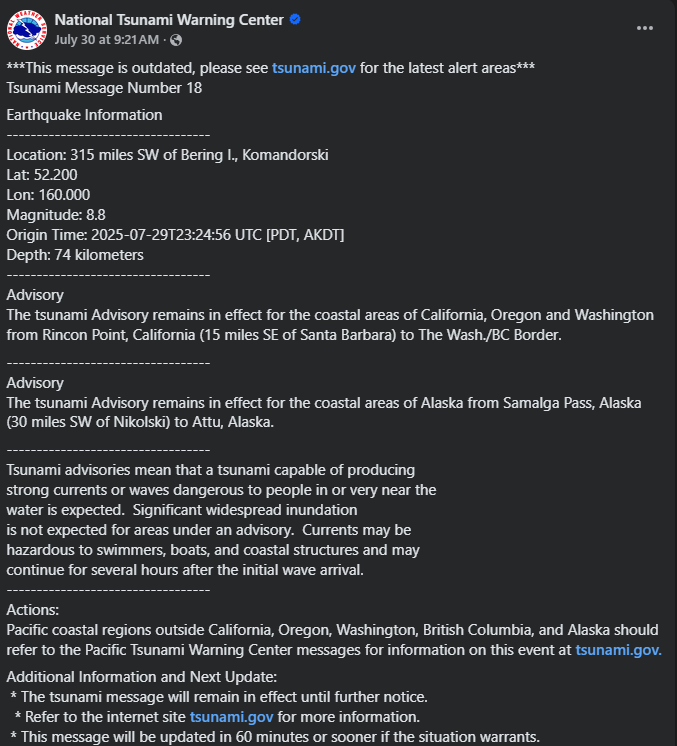 National Tsunami Warning Center
July 30 at 9:21AM ·
***This message is outdated, please see tsunami.gov for the latest alert areas***
Tsunami Message Number 18
Earthquake Information
---------------------------------
Location: 315 miles SW of Bering I., Komandorski
Lat: 52.200
Lon: 160.000
Magnitude: 8.8
Origin Time: 2025-07-29T23:24:56 UTC [PDT, AKDT]
Depth: 74 kilometers
---------------------------------
Advisory
The tsunami Advisory remains in effect for the coastal areas of California, Oregon and Washington
from Rincon Point, California (15 miles SE of Santa Barbara) to The Wash./BC Border.
---------------------------------
Advisory
The tsunami Advisory remains in effect for the coastal areas of Alaska from Samalga Pass, Alaska
(30 miles SW of Nikolski) to Attu, Alaska.
---------------------------------
Tsunami advisories mean that a tsunami capable of producing
strong currents or waves dangerous to people in or very near the
water is expected.  Significant widespread inundation
is not expected for areas under an advisory.  Currents may be
hazardous to swimmers, boats, and coastal structures and may
continue for several hours after the initial wave arrival.
---------------------------------
Actions:
Pacific coastal regions outside California, Oregon, Washington, British Columbia, and Alaska should
refer to the Pacific Tsunami Warning Center messages for information on this event at tsunami.gov.
Additional Information and Next Update:
* The tsunami message will remain in effect until further notice.
* Refer to the internet site tsunami.gov for more information.
* This message will be updated in 60 minutes or sooner if the situation warrants.